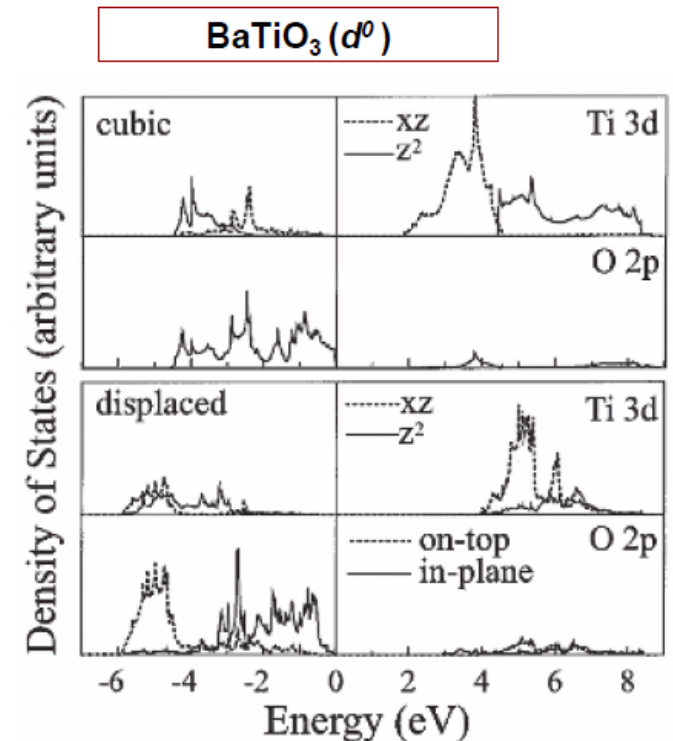 BaTiO₃ (d⁰ )
Density of States (arbitrary units)
cubic
xz
z²
Ti 3d
O 2p
displaced
xz
z²
Ti 3d
on-top
in-plane
O 2p
-6 -4 -2 0 2 4 6 8
Energy (eV)